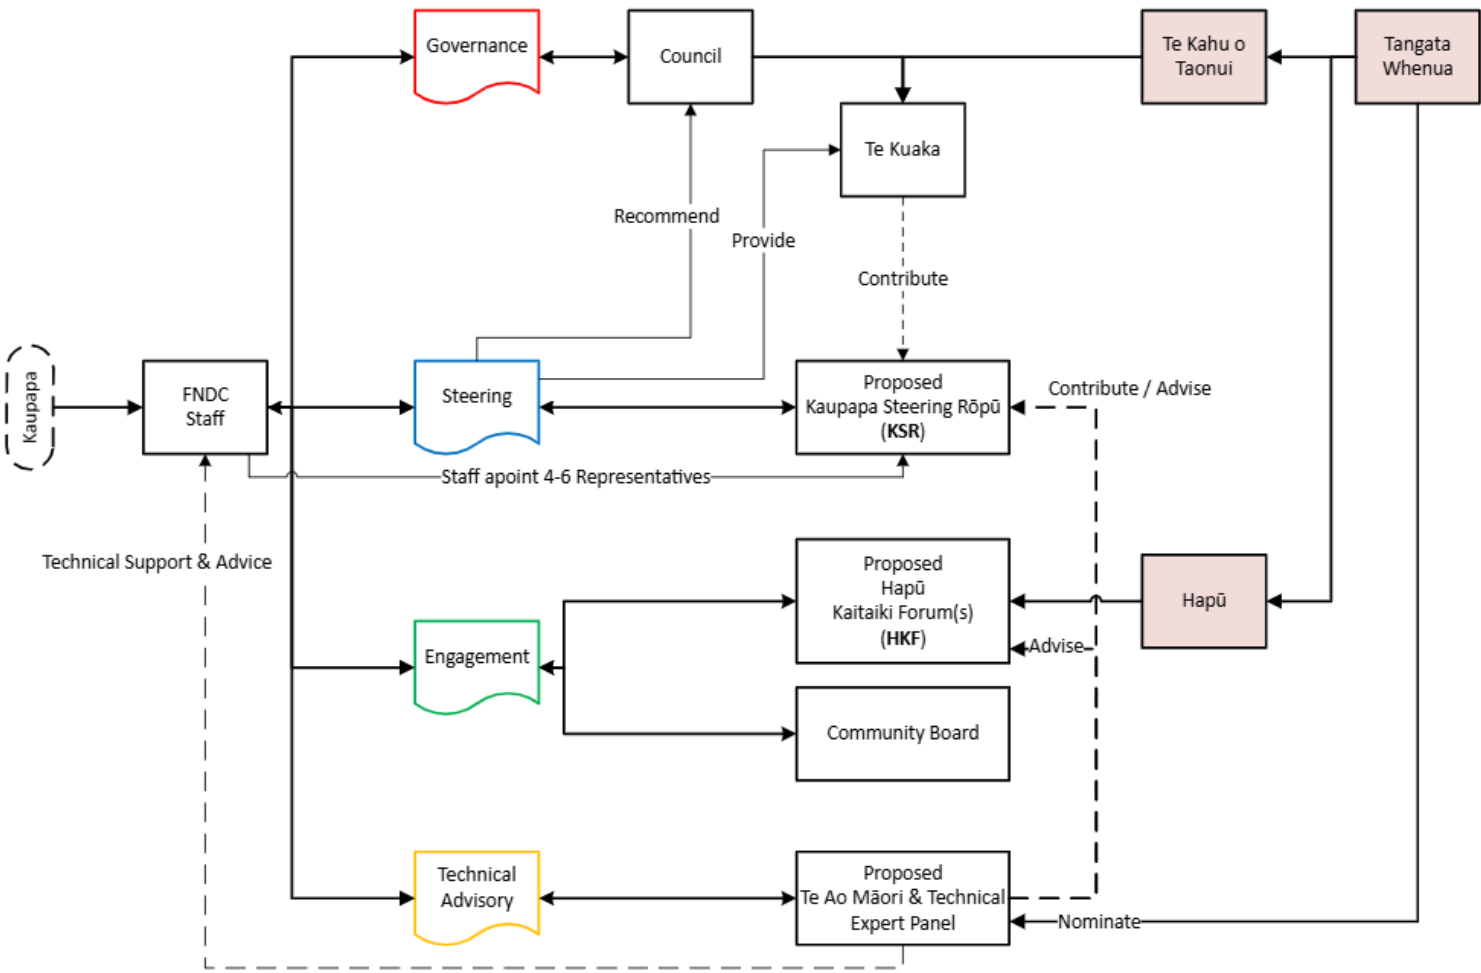 Governance
Council
Te Kahu o
Taonui
Tangata
Whenua
Te Kuaka
Recommend
Provide
Contribute
Kaupapa
FNDC
Staff
Steering
Proposed
Kaupapa Steering Rōpū
(KSR)
Contribute / Advise
Staff apoint 4-6 Representatives
Technical Support & Advice
Proposed
Hapū
Kaitaiki Forum(s)
(HKF)
Hapū
Advise
Engagement
Community Board
Technical
Advisory
Proposed
Te Ao Māori & Technical
Expert Panel
Nominate